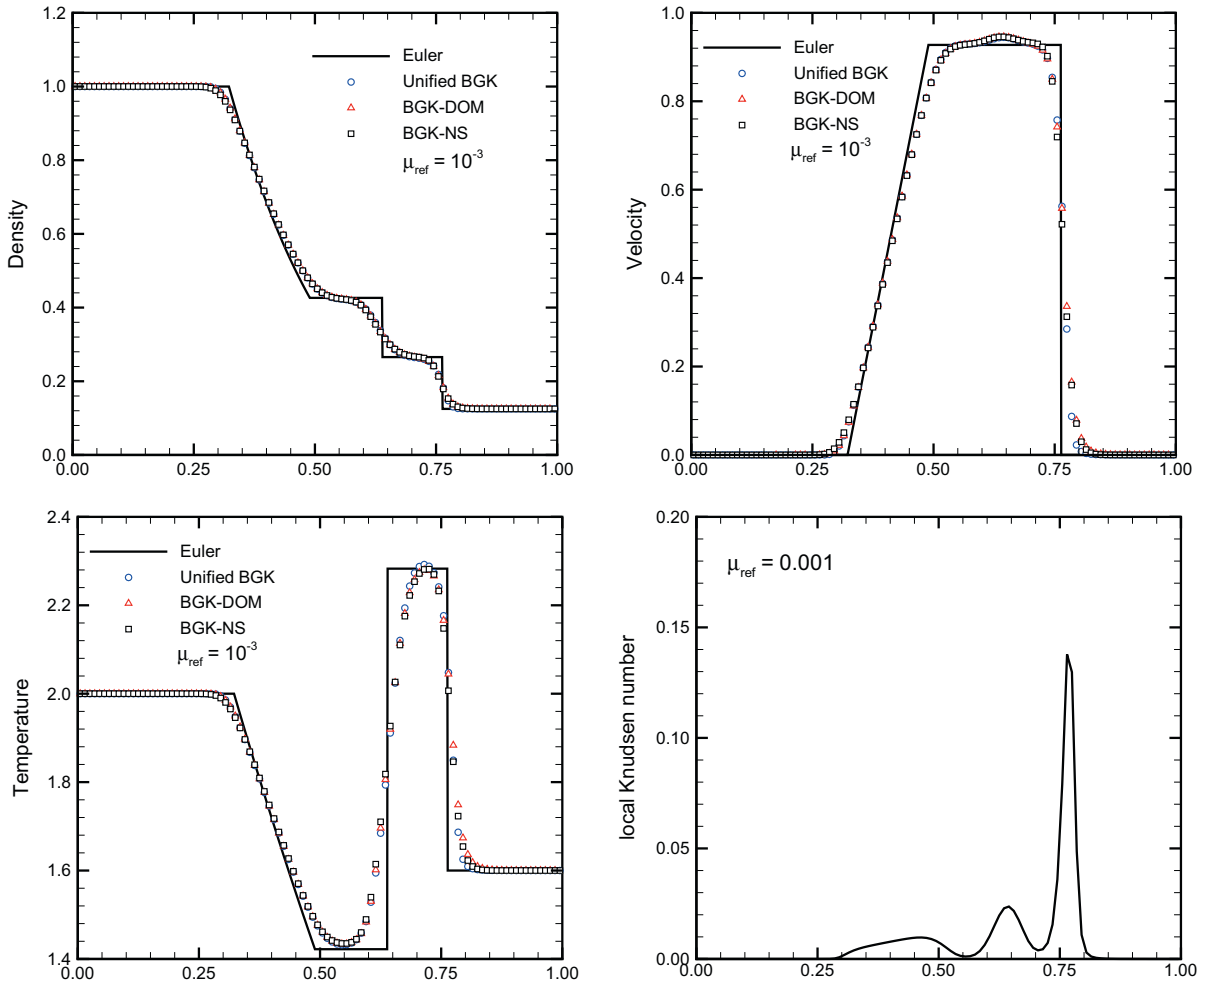 1.2
1.0
0.8
0.6
0.4
0.2
0.0
Density
0.00
0.25
0.50
0.75
1.00
Euler
Unified BGK
BGK-DOM
BGK-NS
μref = 10-3
1.0
0.8
0.6
0.4
0.2
0.0
Velocity
0.00
0.25
0.50
0.75
1.00
Euler
Unified BGK
BGK-DOM
BGK-NS
μref = 10-3
2.4
2.2
2.0
1.8
1.6
1.4
Temperature
0.00
0.25
0.50
0.75
1.00
Euler
Unified BGK
BGK-DOM
BGK-NS
μref = 10-3
0.20
0.15
0.10
0.05
0.00
local Knudsen number
0.00
0.25
0.50
0.75
1.00
μref = 0.001